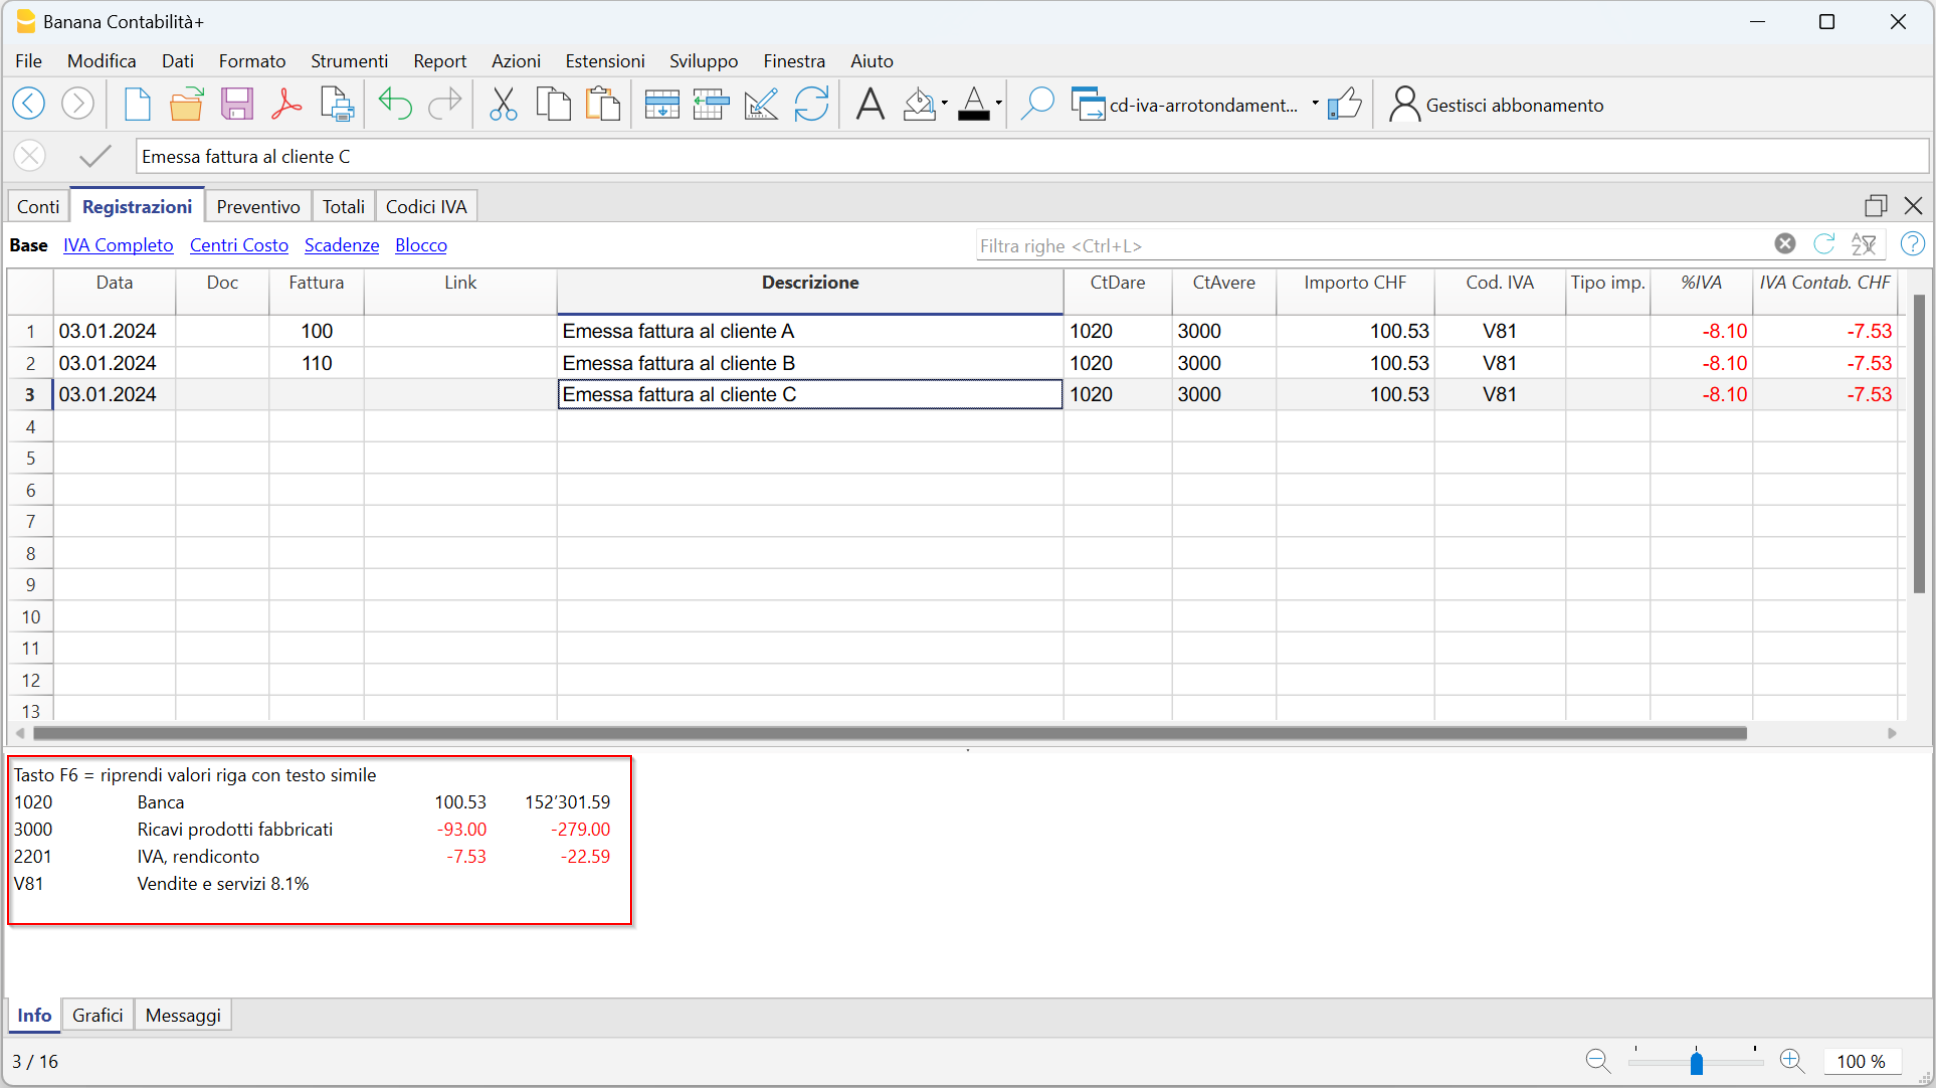 Banana Contabilità+
File Modifica Dati Formato Strumenti Report Azioni Estensioni Sviluppo Finestra Aiuto
cd-iva-arrotondament... Gestisci abbonamento
Emessa fattura al cliente C
Conti Registrazioni Preventivo Totali Codici IVA
Base IVA Completo Centri Costo Scadenze Blocco Filtra righe <Ctrl+L>
Data Doc Fattura Link Descrizione CtDare CtAvere Importo CHF Cod. IVA Tipo imp. %IVA IVA Contab. CHF
1 03.01.2024 100 Emessa fattura al cliente A 1020 3000 100.53 V81 -8.10 -7.53
2 03.01.2024 110 Emessa fattura al cliente B 1020 3000 100.53 V81 -8.10 -7.53
3 03.01.2024 Emessa fattura al cliente C 1020 3000 100.53 V81 -8.10 -7.53
4
5
6
7
8
9
10
11
12
13
Tasto F6 = riprendi valori riga con testo simile
1020 Banca 100.53 152’301.59
3000 Ricavi prodotti fabbricati -93.00 -279.00
2201 IVA, rendiconto -7.53 -22.59
V81 Vendite e servizi 8.1%
Info Grafici Messaggi
3 / 16 100 %